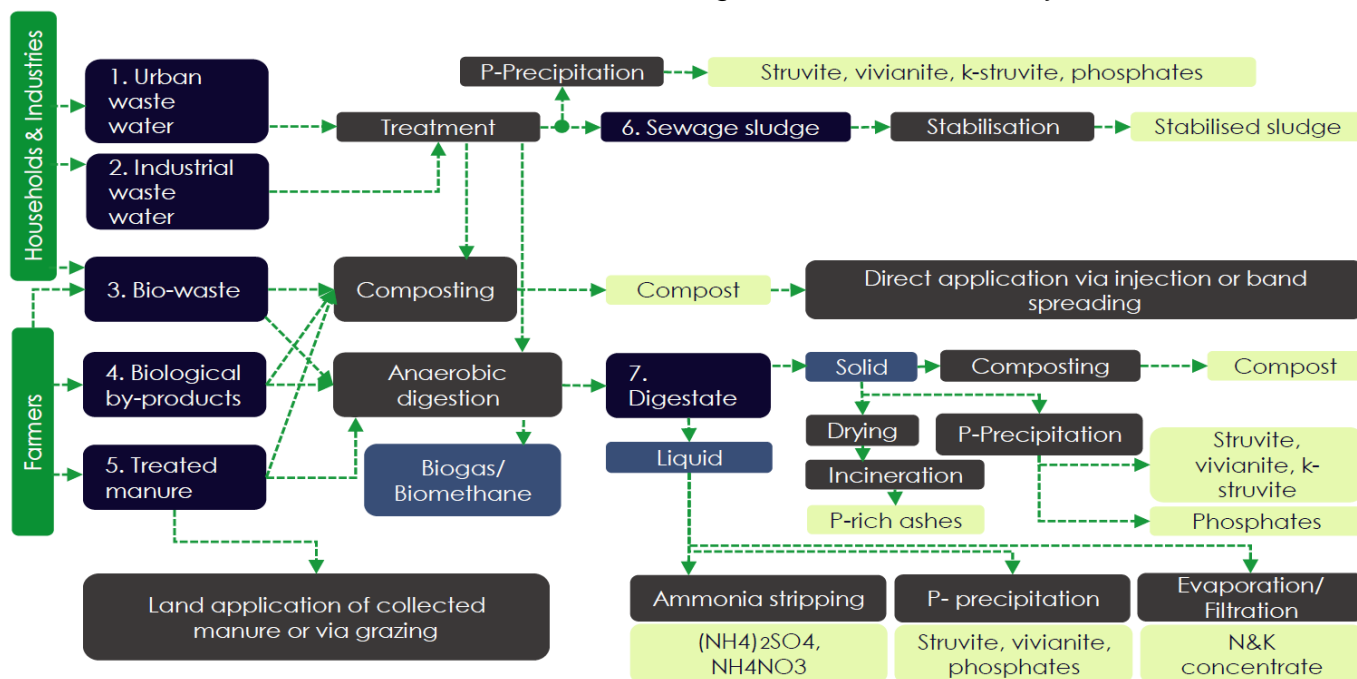 Households & Industries
Farmers
1. Urban
waste
water
2. Industrial
waste
water
3. Bio-waste
4. Biological
by-products
5. Treated
manure
Land application of collected
manure or via grazing
Treatment
P-Precipitation
Struvite, vivianite, k-struvite, phosphates
6. Sewage sludge
Stabilisation
Stabilised sludge
Composting
Compost
Direct application via injection or band
spreading
Anaerobic
digestion
Biogas/
Biomethane
7.
Digestate
Solid
Composting
Compost
Drying
Incineration
P-rich ashes
P-Precipitation
Struvite,
vivianite, k-
struvite
Phosphates
Liquid
Ammonia stripping
(NH4)2SO4,
NH4NO3
P- precipitation
Struvite, vivianite,
phosphates
Evaporation/
Filtration
N&K
concentrate